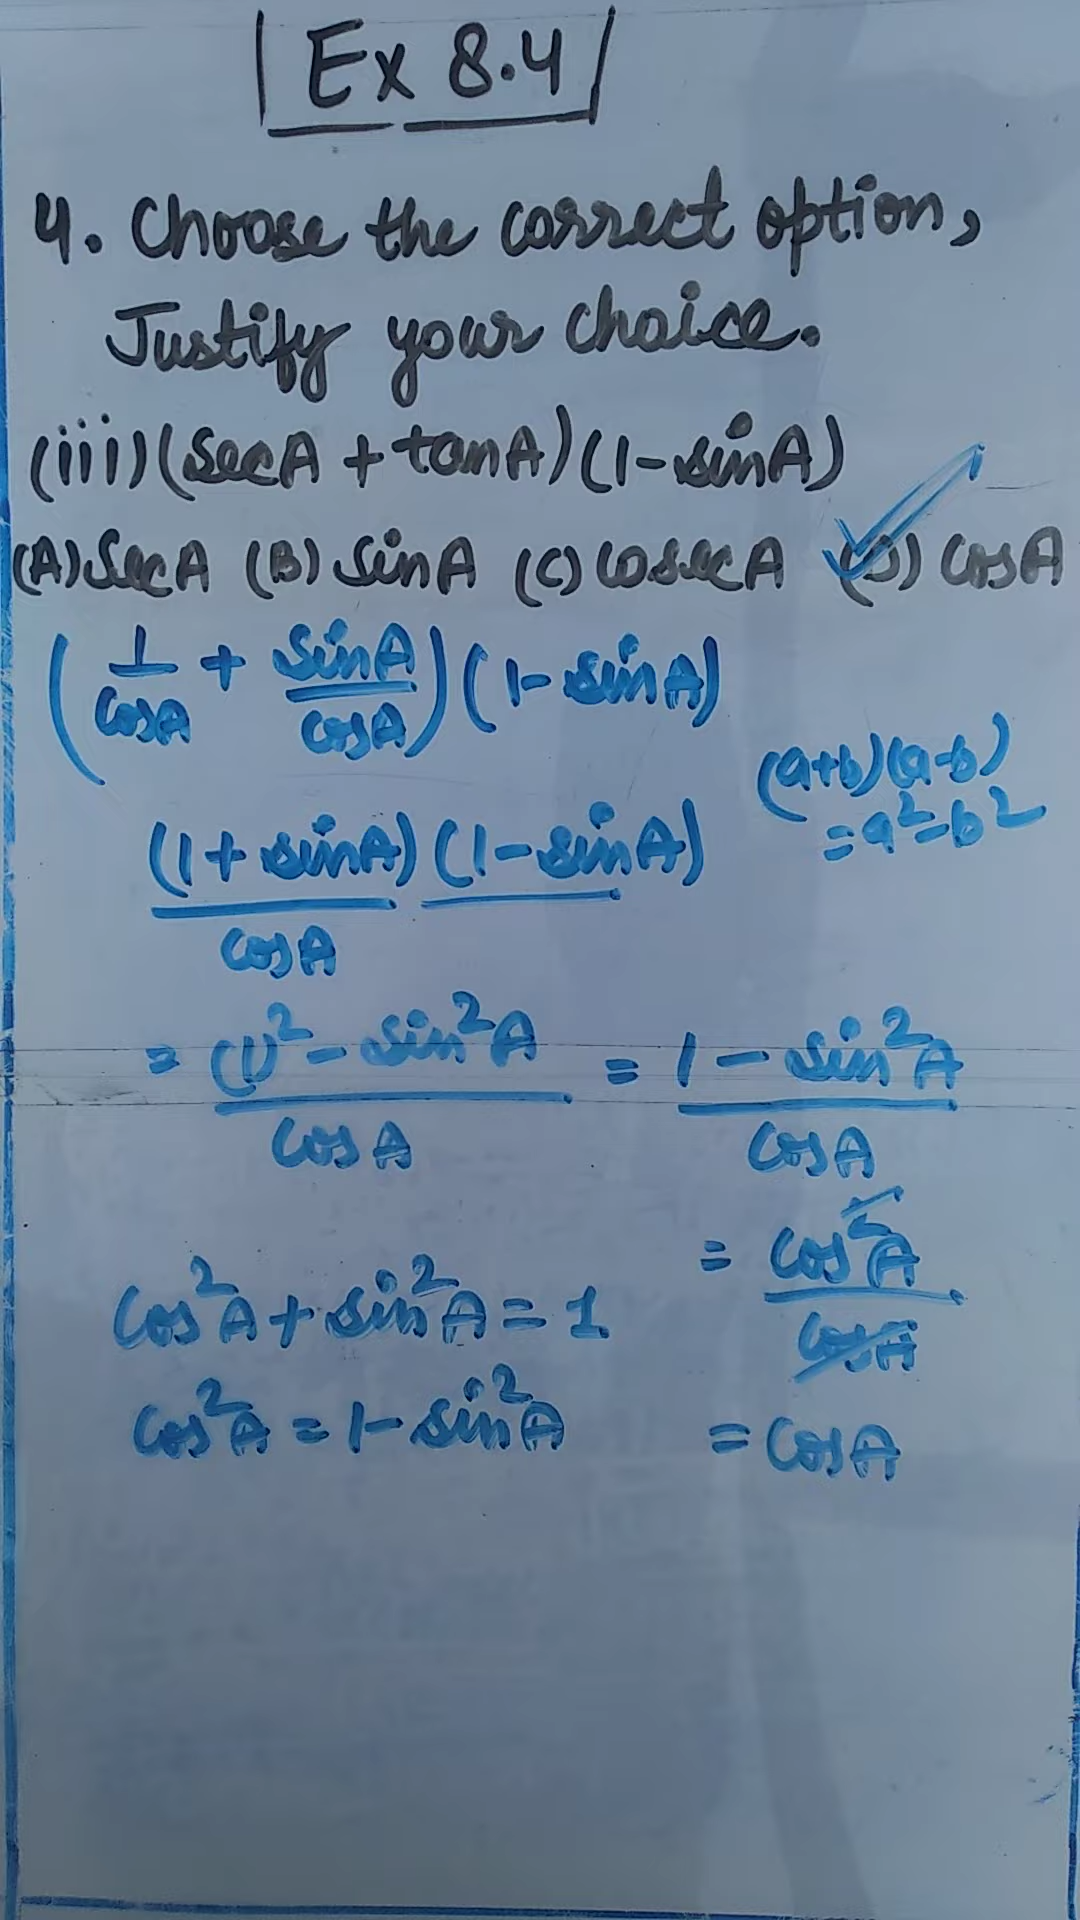 Ex 8.4
4. Choose the correct option,
Justify your choice.
(iii) (SecA + tanA) (1-sinA)
(A) SecA (B) SinA (C) CosecA (D) CosA
(1/CosA + SinA/CosA) (1-sinA)
(a+b)(a-b)
= a²-b²
(1+sinA) (1-sinA)
CosA
= (1)² - Sin²A / CosA = 1 - Sin²A / CosA
= Cos²A / CosA
Cos²A + Sin²A = 1
Cos²A = 1- Sin²A
= CosA